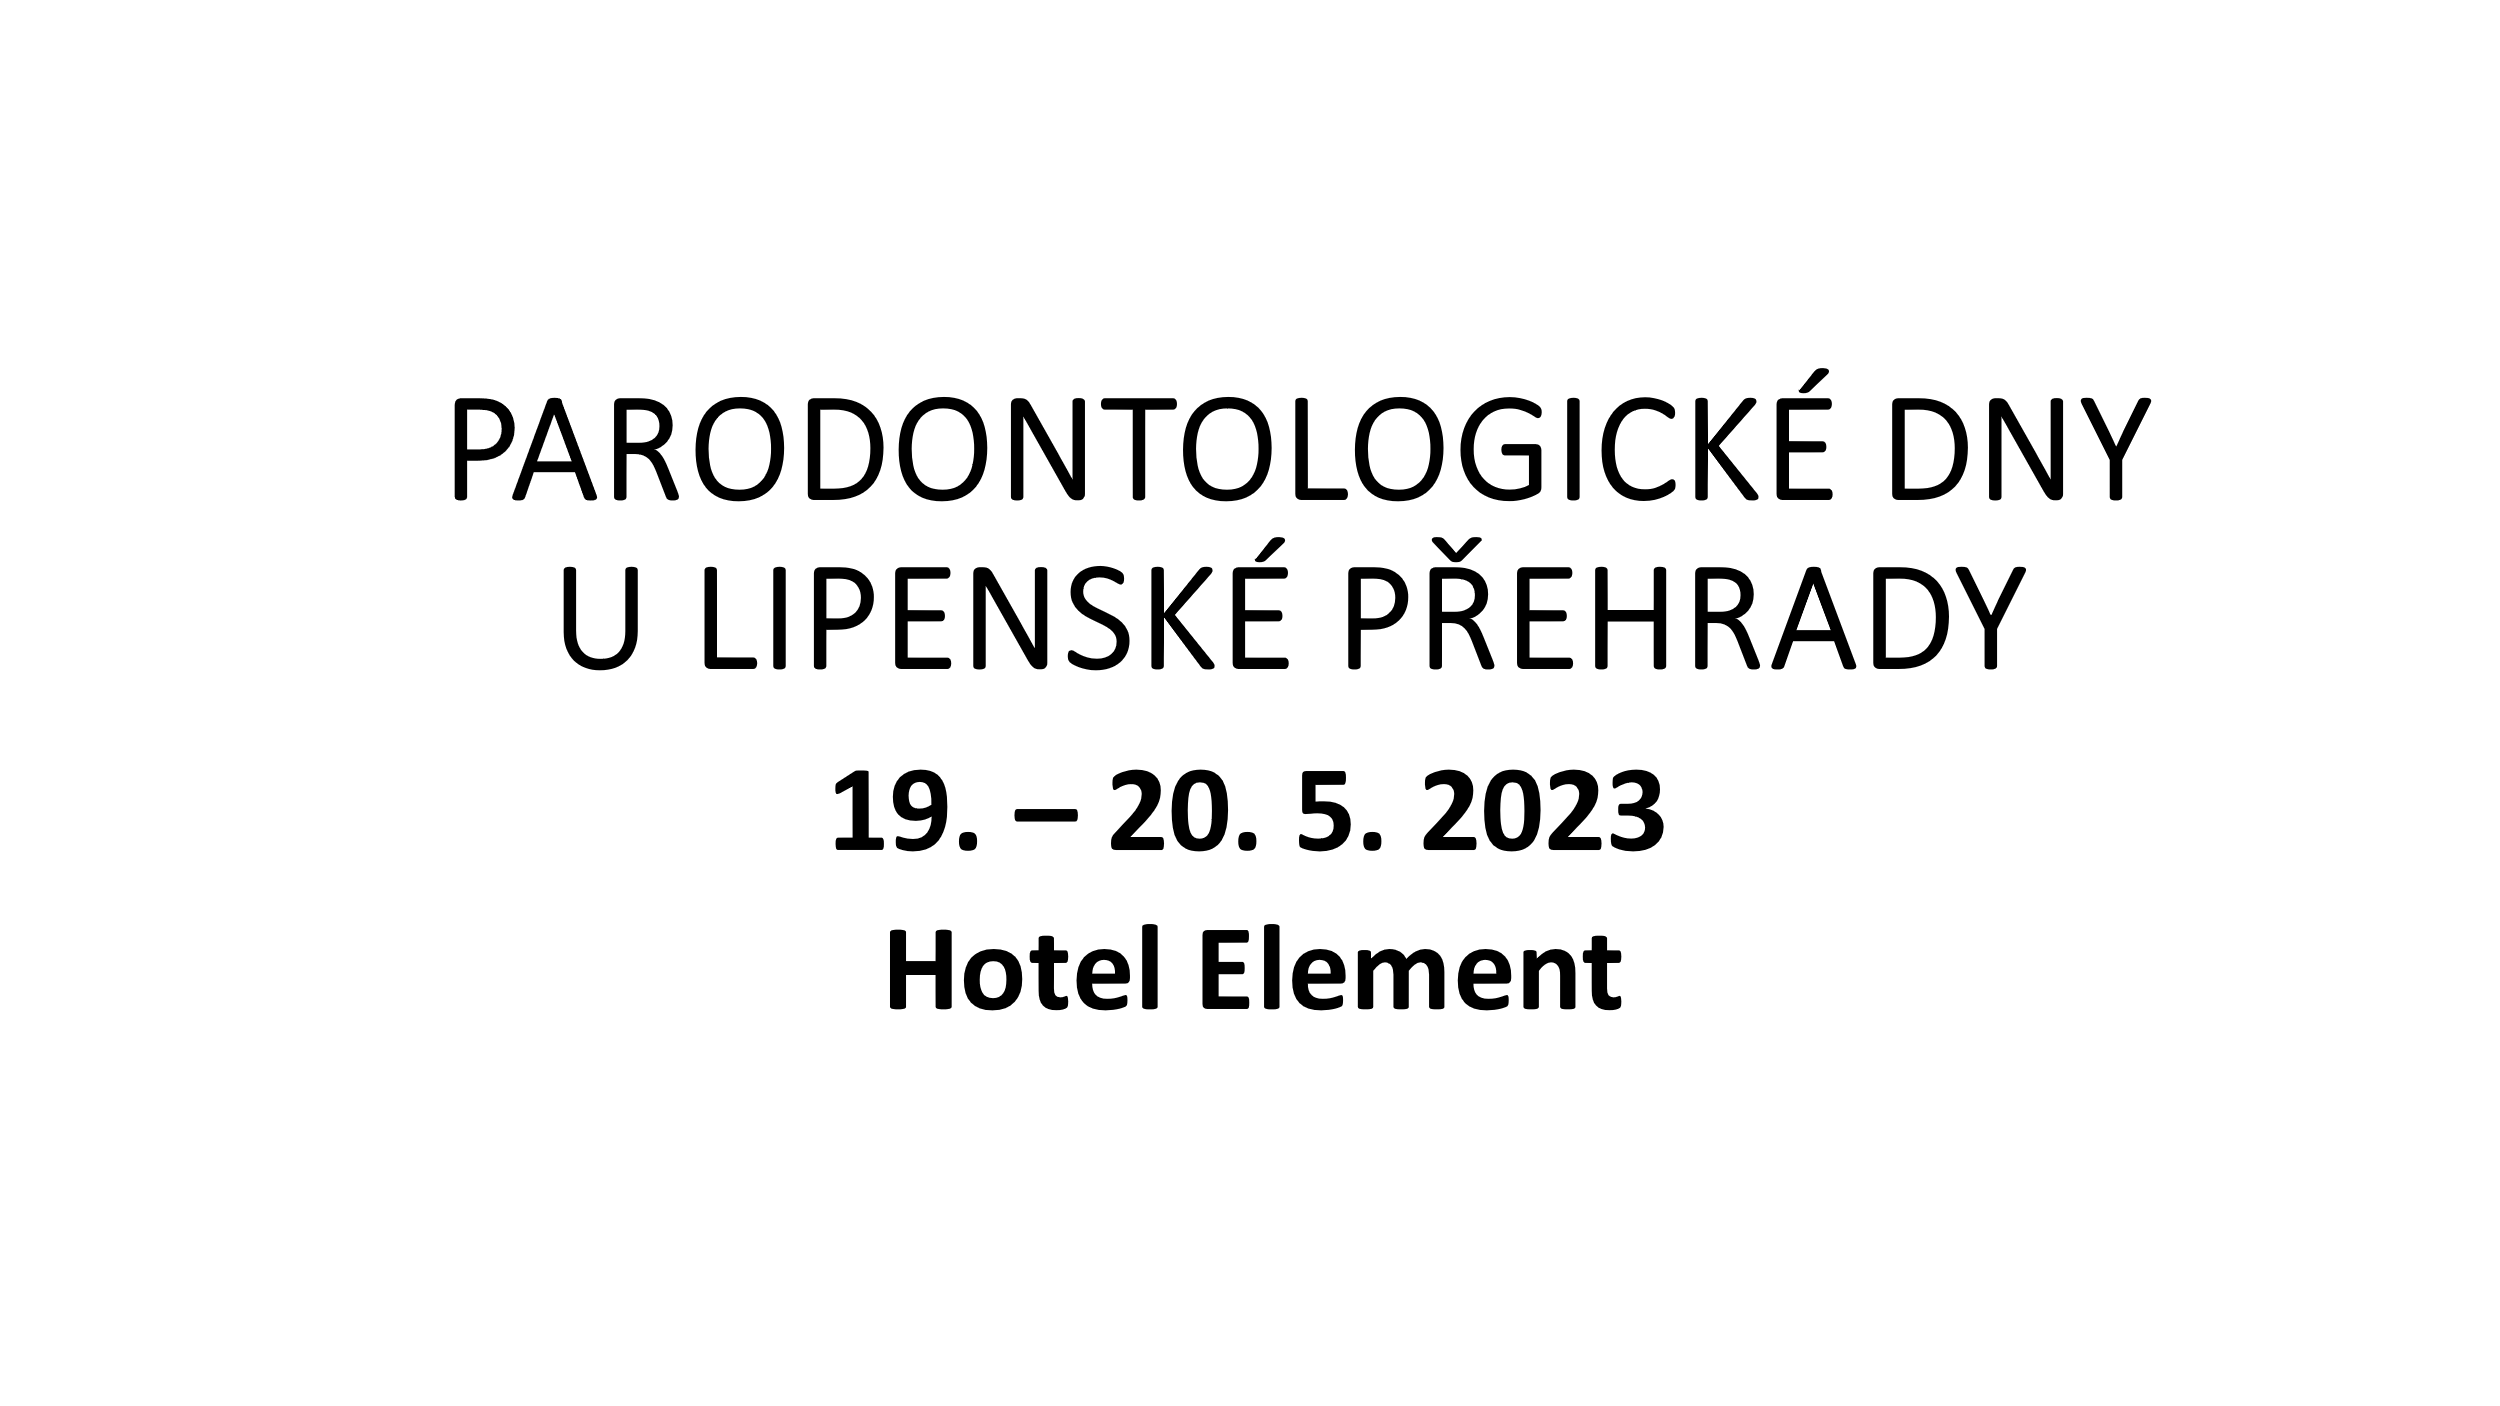 PARODONTOLOGICKÉ DNY
U LIPENSKÉ PŘEHRADY
19. – 20. 5. 2023
Hotel Element